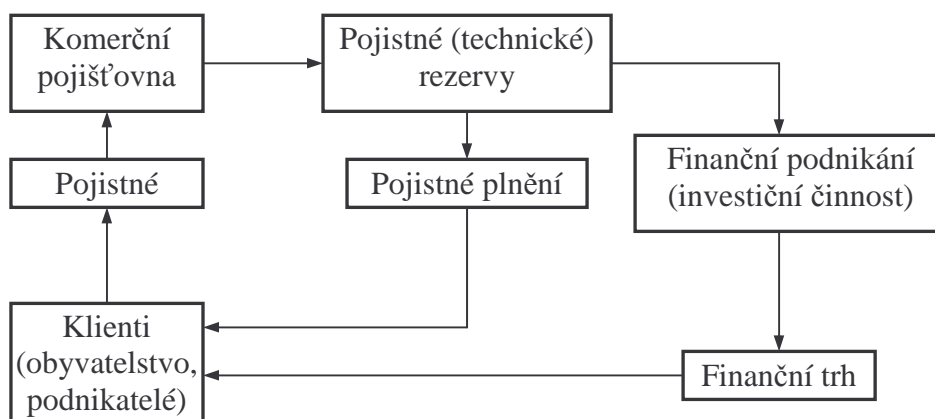 Komerční
pojišťovna
Pojistné (technické)
rezervy
Finanční podnikání
(investiční činnost)
Pojistné
Pojistné plnění
Klienti
(obyvatelstvo,
podnikatelé)
Finanční trh